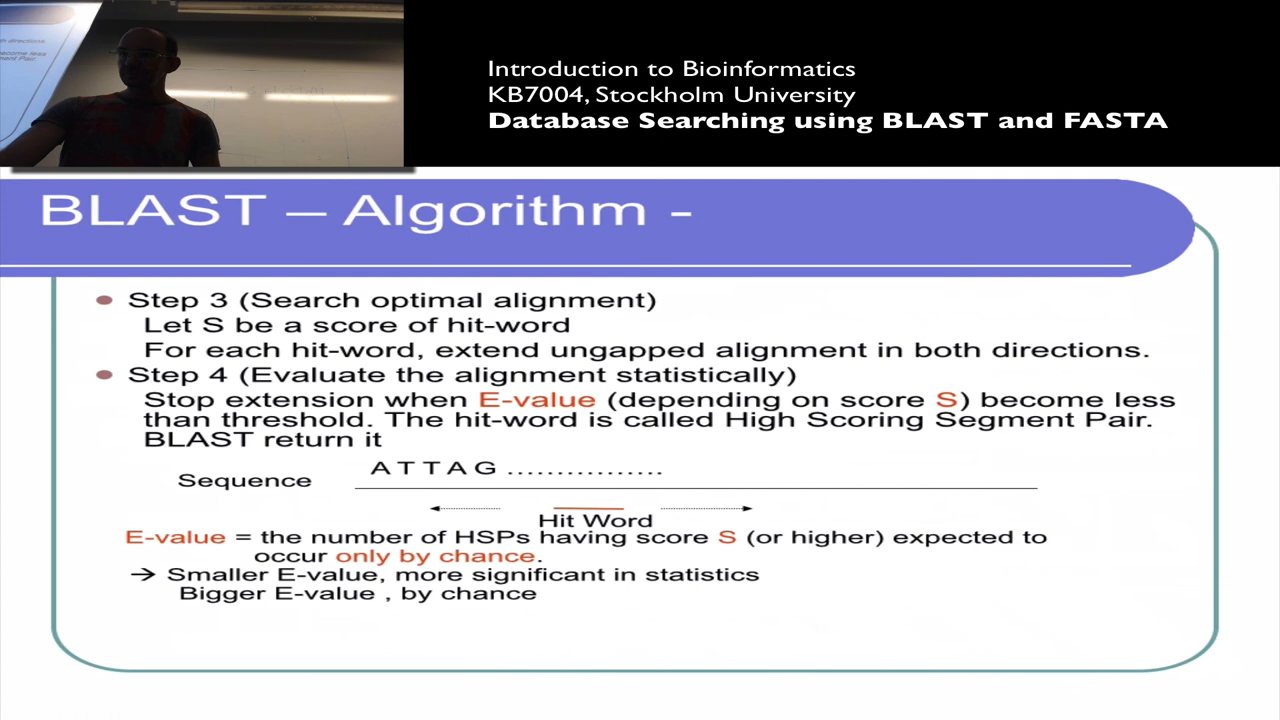 Introduction to Bioinformatics
KB7004, Stockholm University
Database Searching using BLAST and FASTA
BLAST – Algorithm -
Step 3 (Search optimal alignment)
Let S be a score of hit-word
For each hit-word, extend ungapped alignment in both directions.
Step 4 (Evaluate the alignment statistically)
Stop extension when E-value (depending on score S) become less
than threshold. The hit-word is called High Scoring Segment Pair.
BLAST return it
A T T A G ................
Sequence
Hit Word
E-value = the number of HSPs having score S (or higher) expected to
occur only by chance.
→ Smaller E-value, more significant in statistics
Bigger E-value , by chance